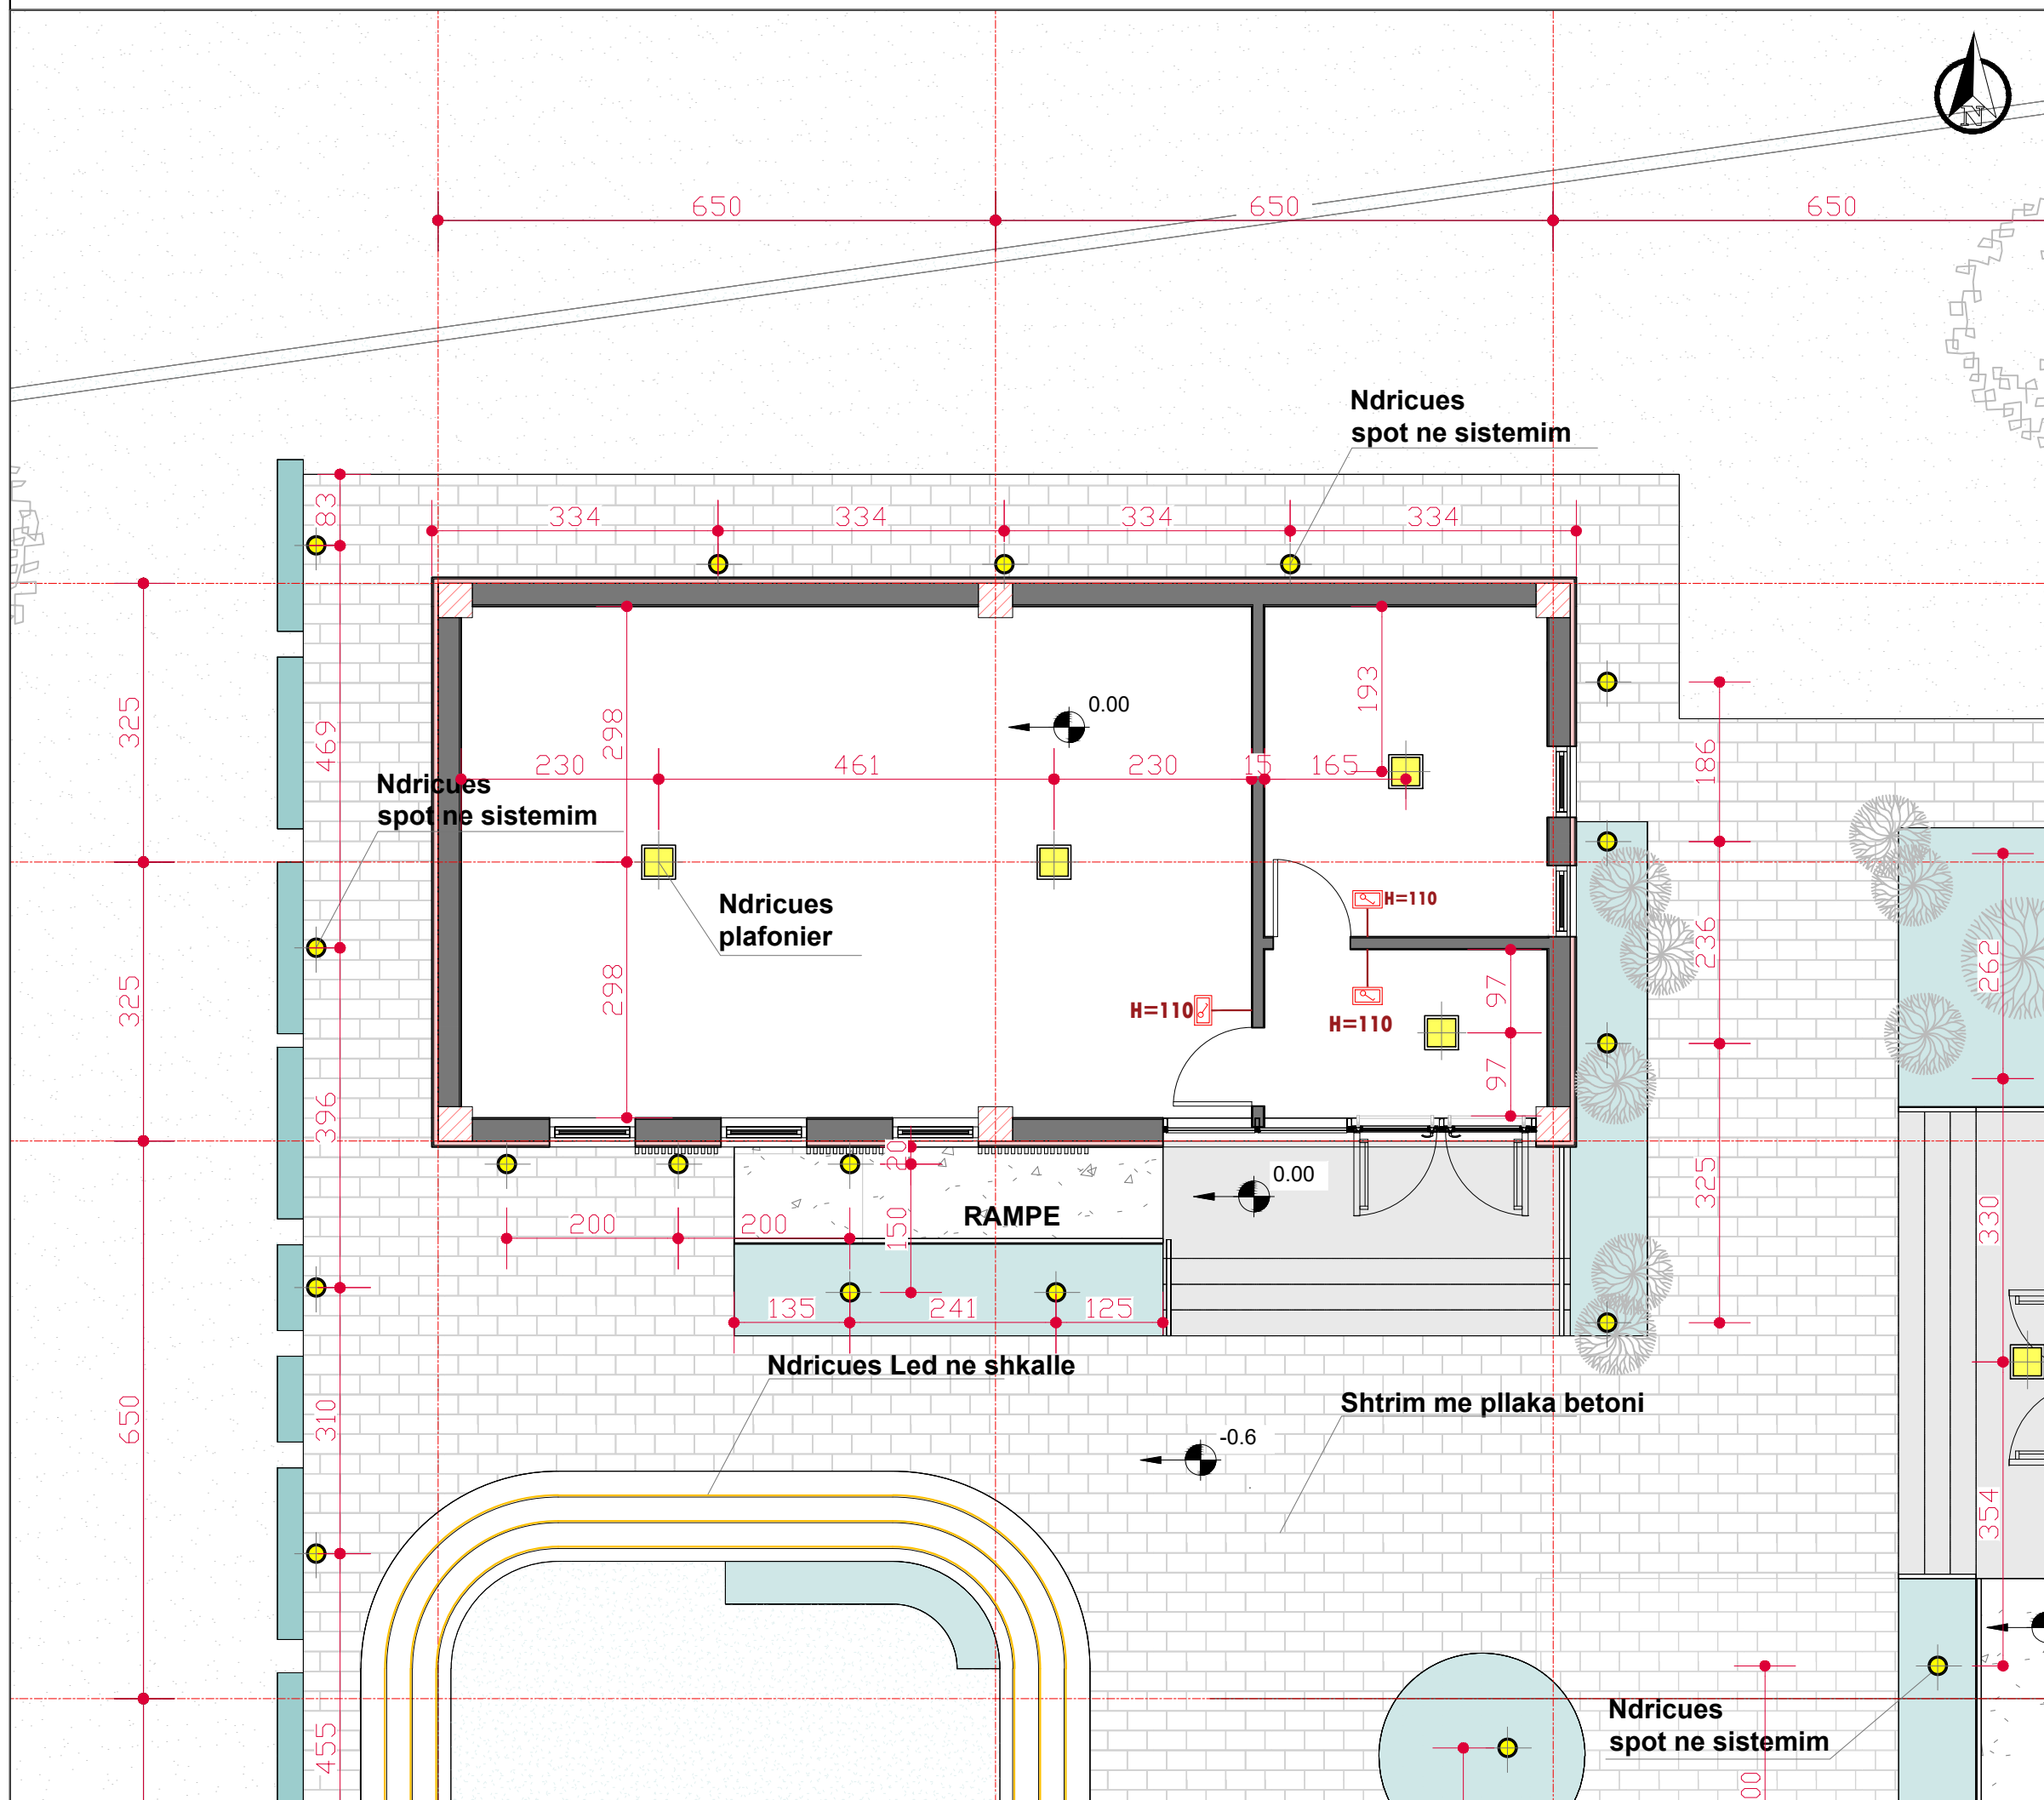 N
650
650
650
Ndricues
spot ne sistemim
83
334
334
334
334
325
469
298
193
0.00
230
461
230
15
165
186
Ndricues
spot ne sistemim
Ndricues
plafonier
H=110
236
262
325
298
H=110
H=110
97
97
396
20
0.00
325
330
RAMPE
200
200
150
135
241
125
Ndricues Led ne shkalle
Shtrim me pllaka betoni
650
310
-0.6
354
Ndricues
spot ne sistemim
455
00